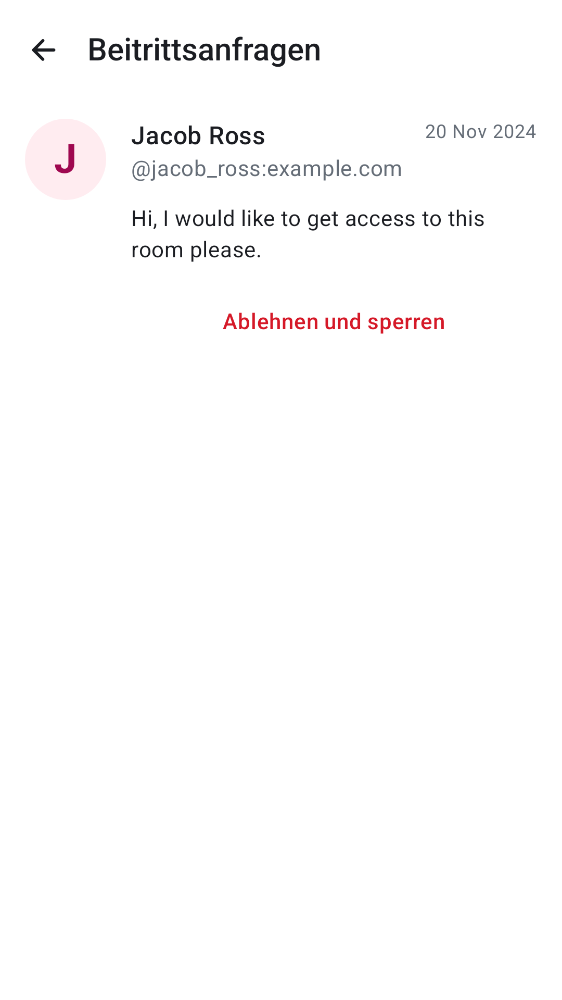 Beitrittsanfragen
J
Jacob Ross
20 Nov 2024
@jacob_ross:example.com
Hi, I would like to get access to this
room please.
Ablehnen und sperren